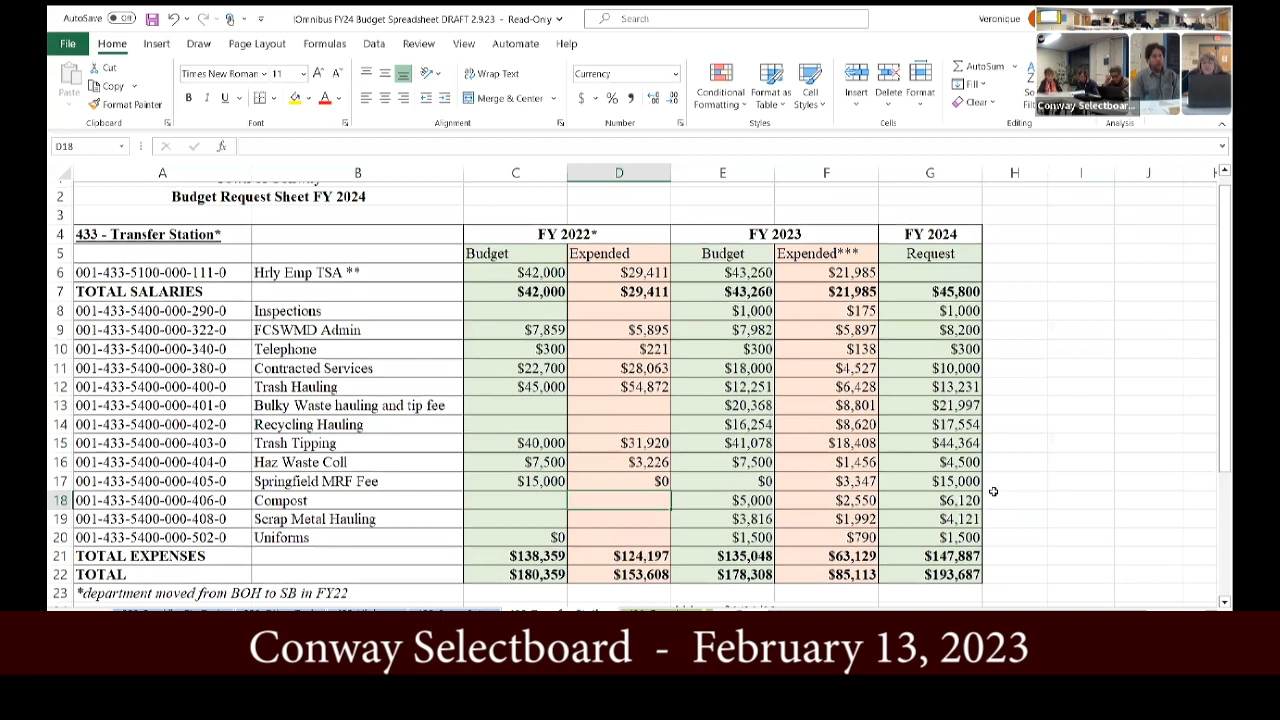 AutoSave Off !Omnibus FY24 Budget Spreadsheet DRAFT 2.9.23 - Read-Only Search Veronique
File Home Insert Draw Page Layout Formulas Data Review View Automate Help
Paste Cut Copy Format Painter Times New Roman 11 Wrap Text Merge & Center Currency Conditional Formatting Format as Table Cell Styles Insert Delete Format AutoSum Fill Clear
Conway Selectboar...
Clipboard Font Alignment Number Styles Cells Editing Analysis
D18 fx
A B C D E F G H I J
2 Budget Request Sheet FY 2024
3
4 433 - Transfer Station* FY 2022* FY 2023 FY 2024
5 Budget Expended Budget Expended*** Request
6 001-433-5100-000-111-0 Hrly Emp TSA ** $42,000 $29,411 $43,260 $21,985
7 TOTAL SALARIES $42,000 $29,411 $43,260 $21,985 $45,800
8 001-433-5400-000-290-0 Inspections $1,000 $175 $1,000
9 001-433-5400-000-322-0 FCSWMD Admin $7,859 $5,895 $7,982 $5,897 $8,200
10 001-433-5400-000-340-0 Telephone $300 $221 $300 $138 $300
11 001-433-5400-000-380-0 Contracted Services $22,700 $28,063 $18,000 $4,527 $10,000
12 001-433-5400-000-400-0 Trash Hauling $45,000 $54,872 $12,251 $6,428 $13,231
13 001-433-5400-000-401-0 Bulky Waste hauling and tip fee $20,368 $8,801 $21,997
14 001-433-5400-000-402-0 Recycling Hauling $16,254 $8,620 $17,554
15 001-433-5400-000-403-0 Trash Tipping $40,000 $31,920 $41,078 $18,408 $44,364
16 001-433-5400-000-404-0 Haz Waste Coll $7,500 $3,226 $7,500 $1,456 $4,500
17 001-433-5400-000-405-0 Springfield MRF Fee $15,000 $0 $0 $3,347 $15,000
18 001-433-5400-000-406-0 Compost $5,000 $2,550 $6,120
19 001-433-5400-000-408-0 Scrap Metal Hauling $3,816 $1,992 $4,121
20 001-433-5400-000-502-0 Uniforms $0 $1,500 $790 $1,500
21 TOTAL EXPENSES $138,359 $124,197 $135,048 $63,129 $147,887
22 TOTAL $180,359 $153,608 $178,308 $85,113 $193,687
23 *department moved from BOH to SB in FY22
Conway Selectboard - February 13, 2023